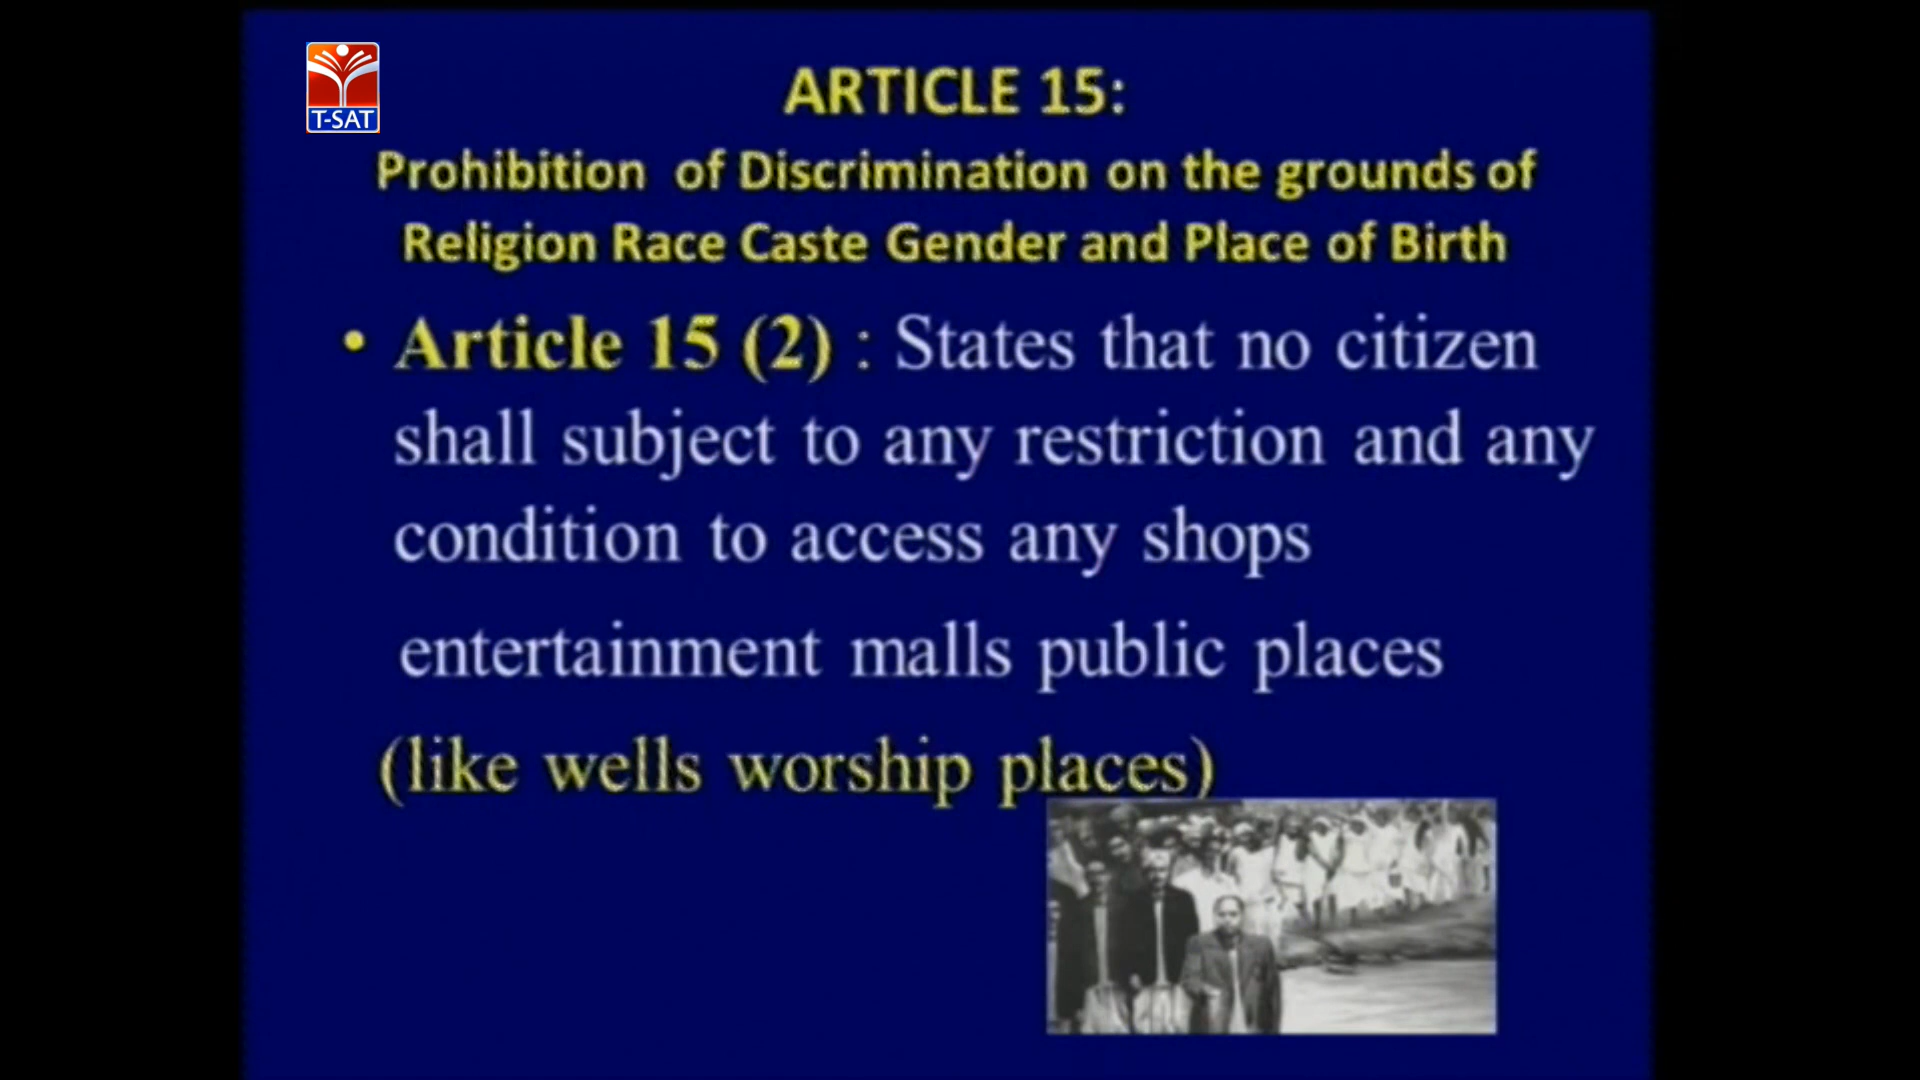 T-SAT
ARTICLE 15:
Prohibition of Discrimination on the grounds of
Religion Race Caste Gender and Place of Birth
• Article 15 (2) : States that no citizen
shall subject to any restriction and any
condition to access any shops
entertainment malls public places
(like wells worship places)